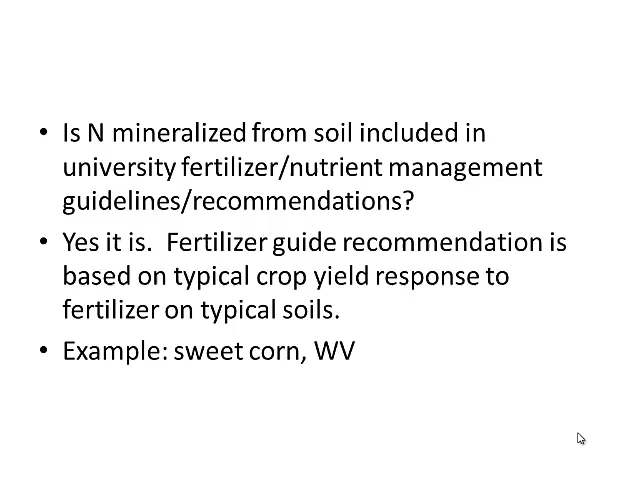 • Is N mineralized from soil included in
university fertilizer/nutrient management
guidelines/recommendations?
• Yes it is.  Fertilizer guide recommendation is
based on typical crop yield response to
fertilizer on typical soils.
• Example: sweet corn, WV